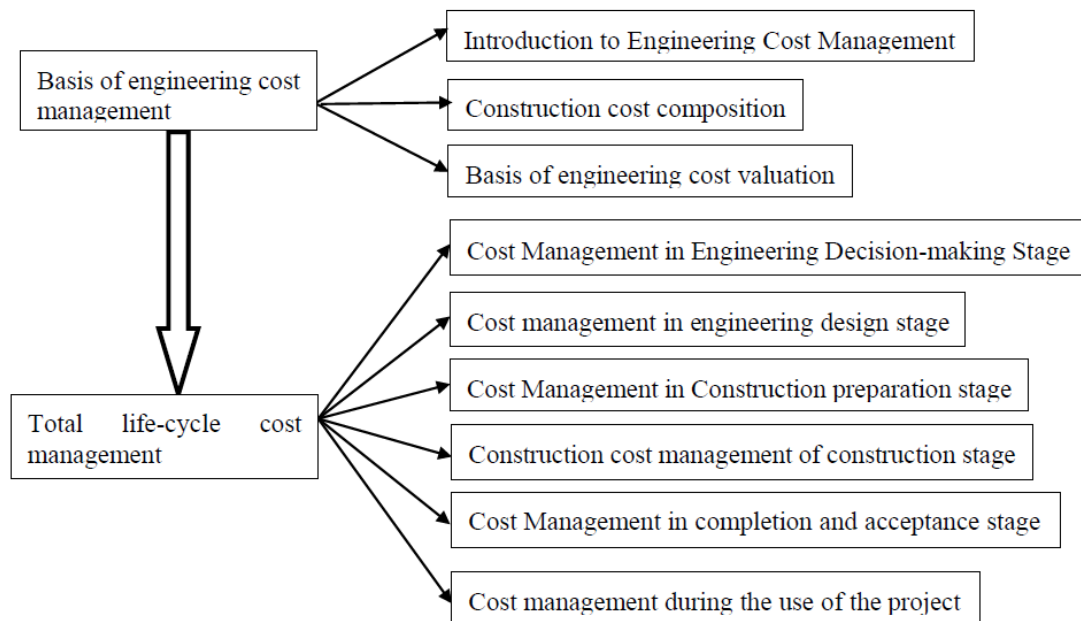 Basis of engineering cost
management
Introduction to Engineering Cost Management
Construction cost composition
Basis of engineering cost valuation
Total life-cycle cost
management
Cost Management in Engineering Decision-making Stage
Cost management in engineering design stage
Cost Management in Construction preparation stage
Construction cost management of construction stage
Cost Management in completion and acceptance stage
Cost management during the use of the project